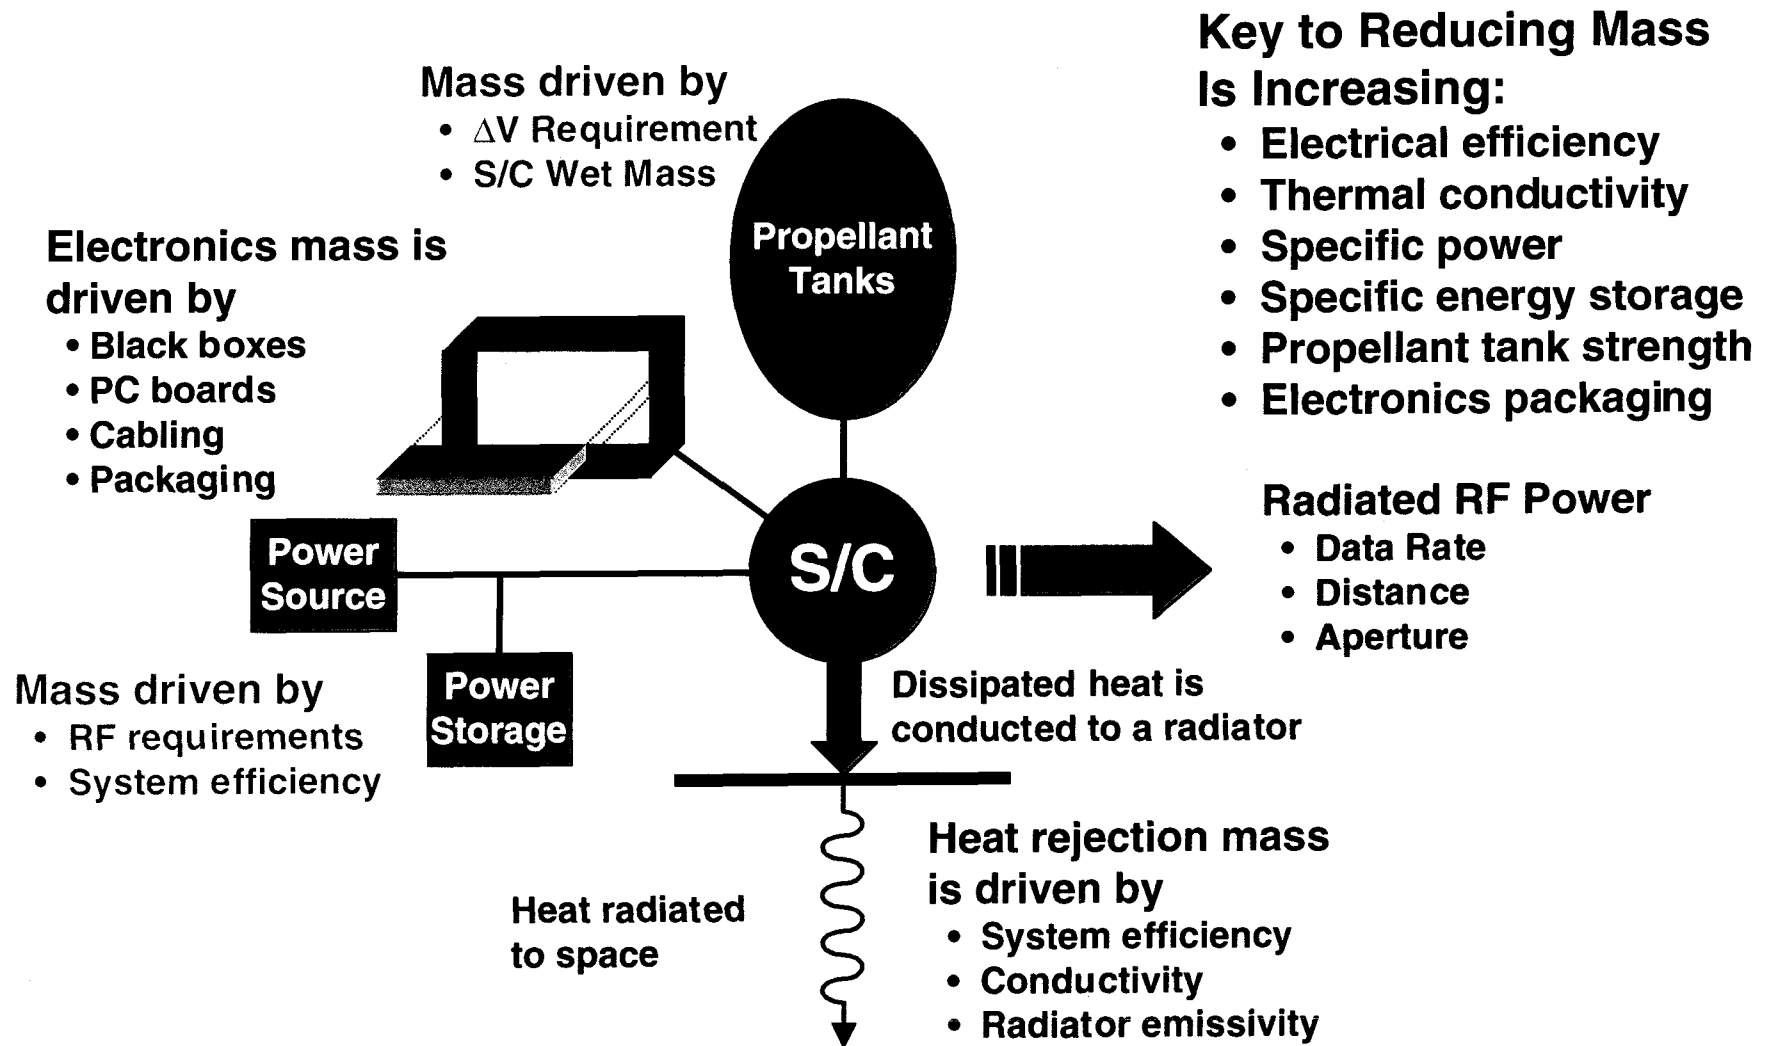 Key to Reducing Mass
Is Increasing:
• Electrical efficiency
• Thermal conductivity
• Specific power
• Specific energy storage
• Propellant tank strength
• Electronics packaging
Mass driven by
• ΔV Requirement
• S/C Wet Mass
Propellant
Tanks
Electronics mass is
driven by
• Black boxes
• PC boards
• Cabling
• Packaging
Power
Source
S/C
Radiated RF Power
• Data Rate
• Distance
• Aperture
Mass driven by
• RF requirements
• System efficiency
Power
Storage
Dissipated heat is
conducted to a radiator
Heat radiated
to space
Heat rejection mass
is driven by
• System efficiency
• Conductivity
• Radiator emissivity